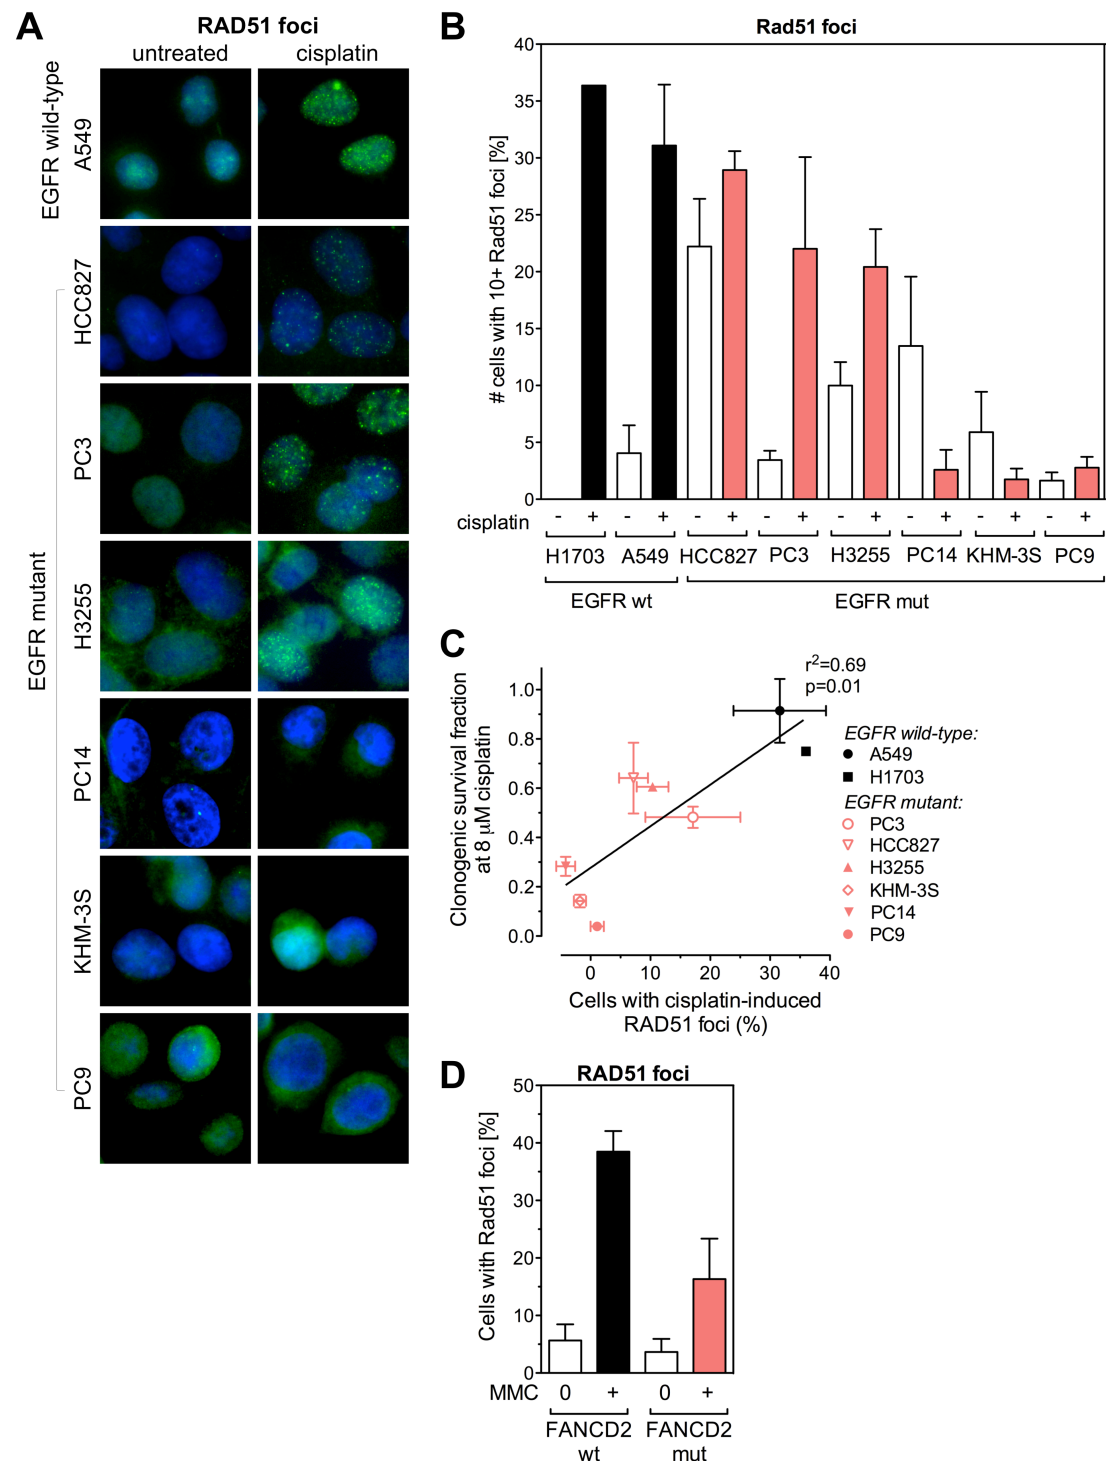 A
RAD51 foci
untreated
cisplatin
EGFR wild-type
A549
EGFR mutant
HCC827
PC3
H3255
PC14
KHM-3S
PC9
B
Rad51 foci
# cells with 10+ Rad51 foci [%]
40
35
30
25
20
15
10
5
0
cisplatin - + - + - + - + - + - + - + - +
H1703 A549 HCC827 PC3 H3255 PC14 KHM-3S PC9
EGFR wt EGFR mut
C
Clonogenic survival fraction
at 8 µM cisplatin
r²=0.69
p=0.01
1.0
0.8
0.6
0.4
0.2
0.0
0 10 20 30 40
Cells with cisplatin-induced
RAD51 foci (%)
EGFR wild-type:
A549
H1703
EGFR mutant:
PC3
HCC827
H3255
KHM-3S
PC14
PC9
D
RAD51 foci
Cells with Rad51 foci [%]
50
40
30
20
10
0
MMC 0 + 0 +
FANCD2 FANCD2
wt mut